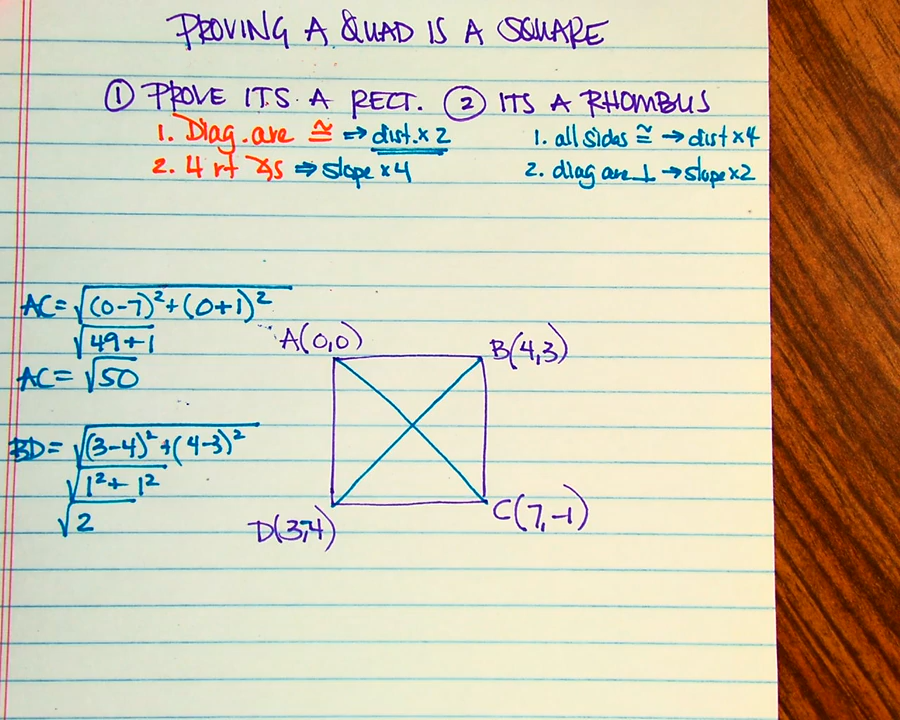 PROVING A QUAD IS A SQUARE
① PROVE ITS A RECT. ② ITS A RHOMBUS
1. Diag. are ≅ ⇒ dist. x 2
1. all sides ≅ → dist x 4
2. 4 rt ∠s ⇒ slope x 4
2. diag are ⊥ → slope x 2
AC = √(0-7)²+(0+1)²
√49+1
AC = √50
A(0,0)
B(4,3)
BD = √(3-4)²+(4-3)²
√1²+1²
√2
D(3,4)
C(7,-1)